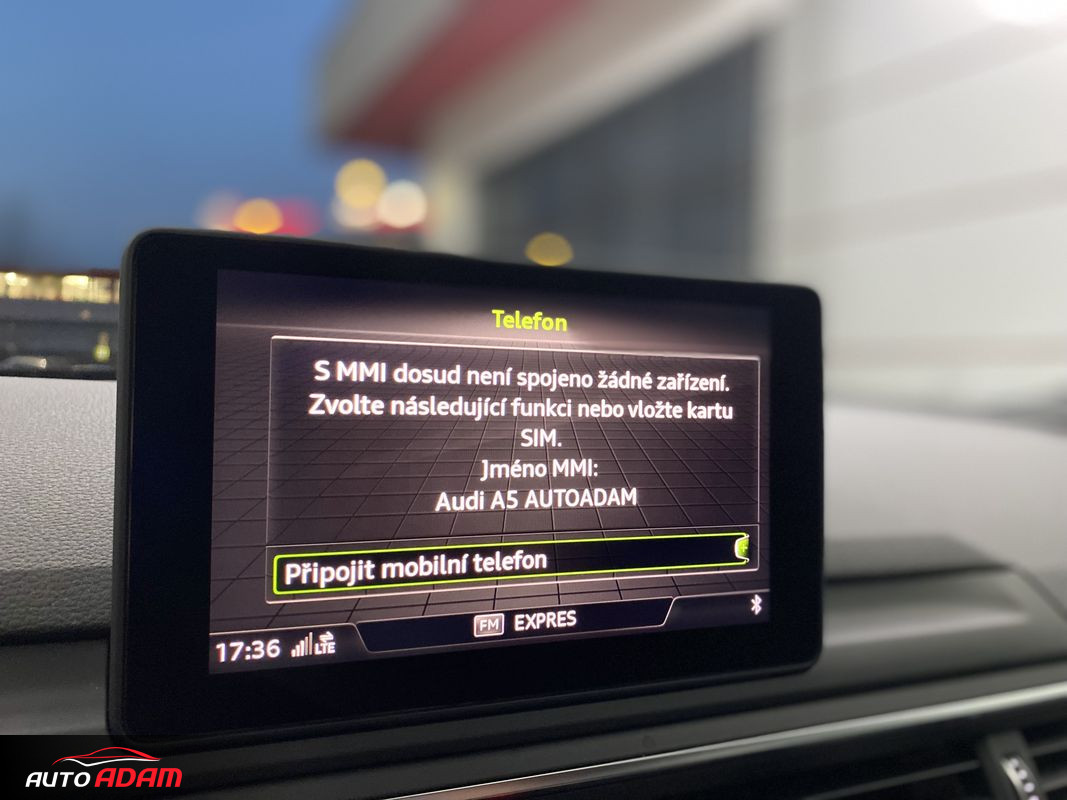 Telefon
S MMI dosud není spojeno žádné zařízení.
Zvolte následující funkci nebo vložte kartu
SIM.
Jméno MMI:
Audi A5 AUTOADAM
Připojit mobilní telefon
FM EXPRES
17:36 LTE
AUTO ADAM